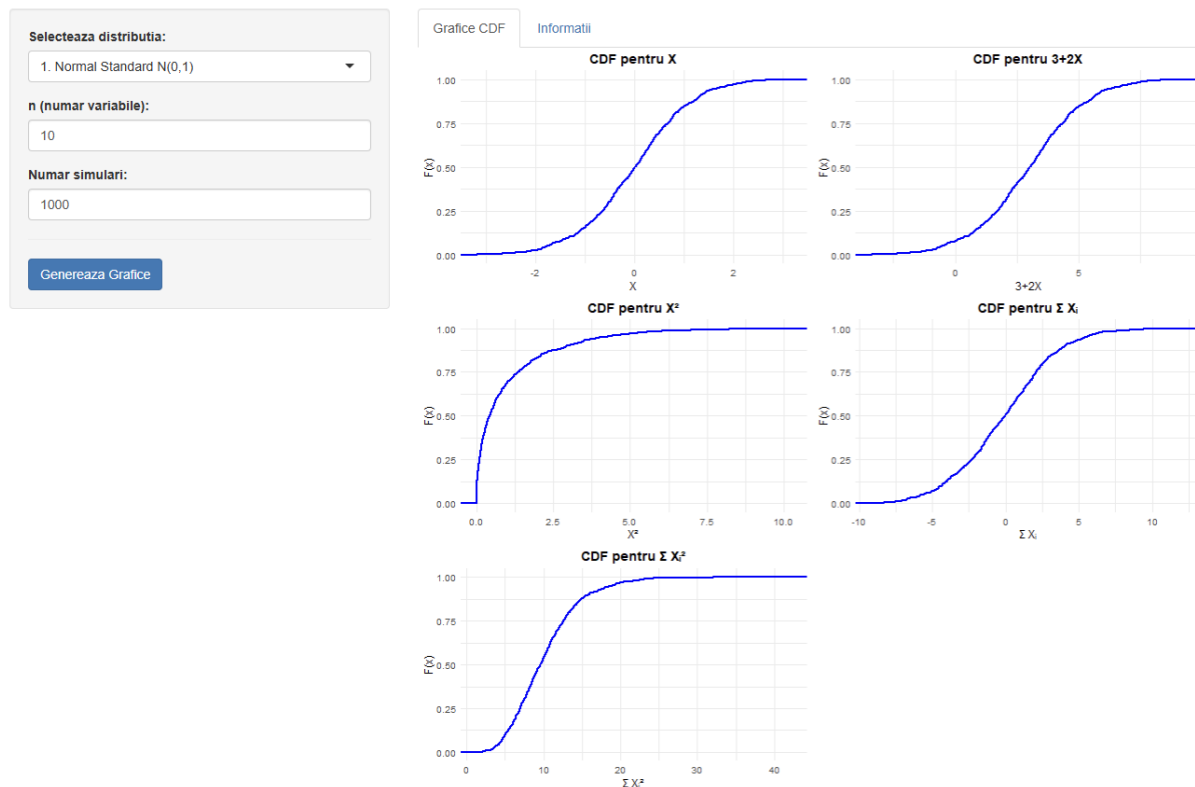 Selecteaza distributia:
1. Normal Standard N(0,1)
n (numar variabile):
10
Numar simulari:
1000
Genereaza Grafice
Grafice CDF
Informatii
CDF pentru X
1.00
0.75
0.50
0.25
0.00
F(x)
-2 0 2
X
CDF pentru 3+2X
1.00
0.75
0.50
0.25
0.00
F(x)
0 5
3+2X
CDF pentru X²
1.00
0.75
0.50
0.25
0.00
F(x)
0.0 2.5 5.0 7.5 10.0
X²
CDF pentru Σ Xᵢ
1.00
0.75
0.50
0.25
0.00
F(x)
-10 -5 0 5 10
Σ Xᵢ
CDF pentru Σ Xᵢ²
1.00
0.75
0.50
0.25
0.00
F(x)
0 10 20 30 40
Σ Xᵢ²